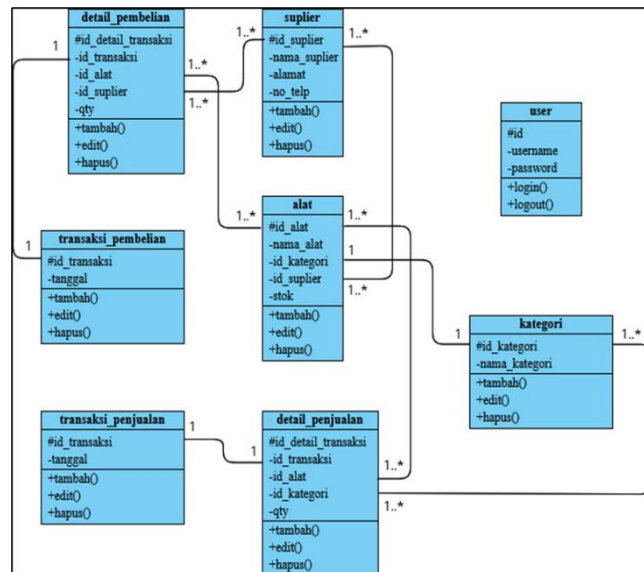 detail_pembelian
#id_detail_transaksi
-id_transaksi
-id_alat
-id_suplier
-qty
+tambah()
+edit()
+hapus()
1
1..*
1..*
1..*
suplier
#id_suplier
-nama_suplier
-alamat
-no_telp
+tambah()
+edit()
+hapus()
1..*
user
#id
-username
-password
+login()
+logout()
transaksi_pembelian
#id_transaksi
-tanggal
+tambah()
+edit()
+hapus()
1
1..*
alat
#id_alat
-nama_alat
-id_kategori
-id_suplier
-stok
+tambah()
+edit()
+hapus()
1..*
1
1..*
kategori
#id_kategori
-nama_kategori
+tambah()
+edit()
+hapus()
1
1..*
transaksi_penjualan
#id_transaksi
-tanggal
+tambah()
+edit()
+hapus()
1
1
detail_penjualan
#id_detail_transaksi
-id_transaksi
-id_alat
-id_kategori
-qty
+tambah()
+edit()
+hapus()
1..*
1..*